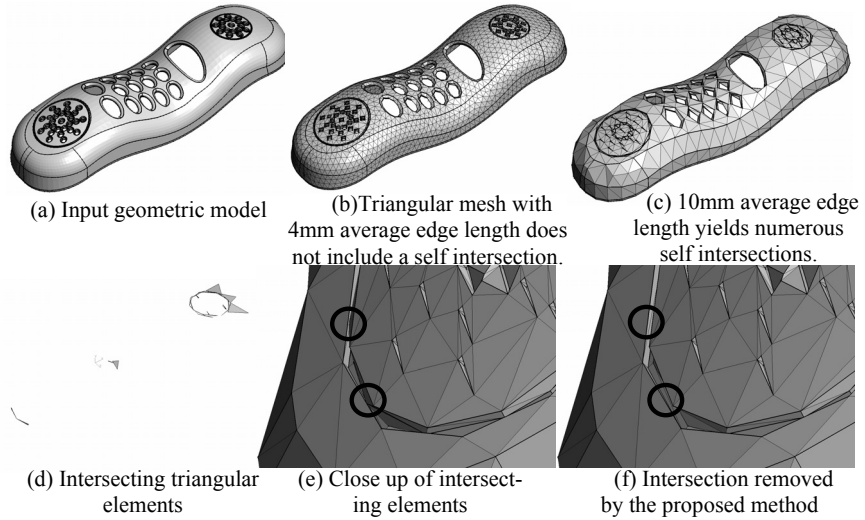 (a) Input geometric model
(b)Triangular mesh with
4mm average edge length does
not include a self intersection.
(c) 10mm average edge
length yields numerous
self intersections.
(d) Intersecting triangular
elements
(e) Close up of intersect-
ing elements
(f) Intersection removed
by the proposed method